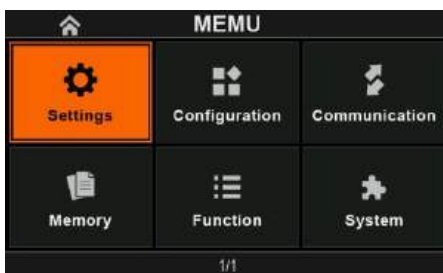 MEMU
Settings
Configuration
Communication
Memory
Function
System
1/1